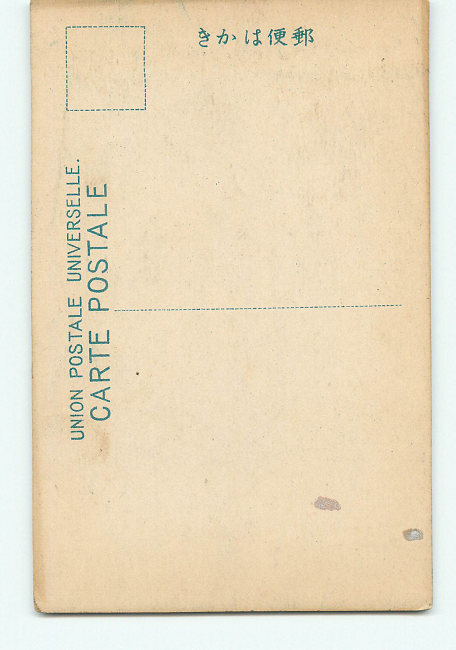 きかは便郵
UNION POSTALE UNIVERSELLE.
CARTE POSTALE